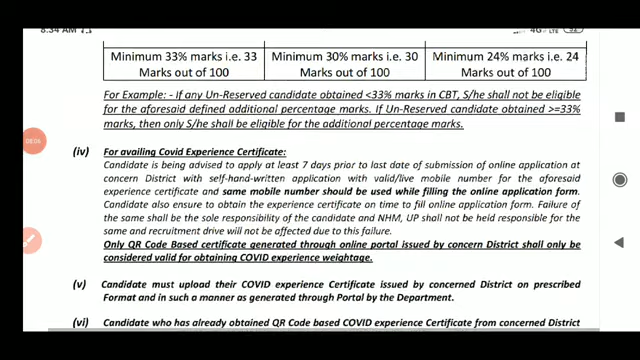 8:34 AM
4G LTE 52
Minimum 33% marks i.e. 33 Marks out of 100
Minimum 30% marks i.e. 30 Marks out of 100
Minimum 24% marks i.e. 24 Marks out of 100
For Example: - If any Un-Reserved candidate obtained <33% marks in CBT, S/he shall not be eligible
for the aforesaid defined additional percentage marks. If Un-Reserved candidate obtained >=33%
marks, then only S/he shall be eligible for the additional percentage marks.
(iv) For availing Covid Experience Certificate:
Candidate is being advised to apply at least 7 days prior to last date of submission of online application at
concern District with self-hand-written application with valid/live mobile number for the aforesaid
experience certificate and same mobile number should be used while filling the online application form.
Candidate also ensure to obtain the experience certificate on time to fill online application form. Failure of
the same shall be the sole responsibility of the candidate and NHM, UP shall not be held responsible for the
same and recruitment drive will not be affected due to this failure.
Only QR Code Based certificate generated through online portal issued by concern District shall only be
considered valid for obtaining COVID experience weightage.
(v) Candidate must upload their COVID experience Certificate issued by concerned District on prescribed
Format and in such a manner as generated through Portal by the Department.
(vi) Candidate who has already obtained QR Code based COVID experience Certificate from concerned District